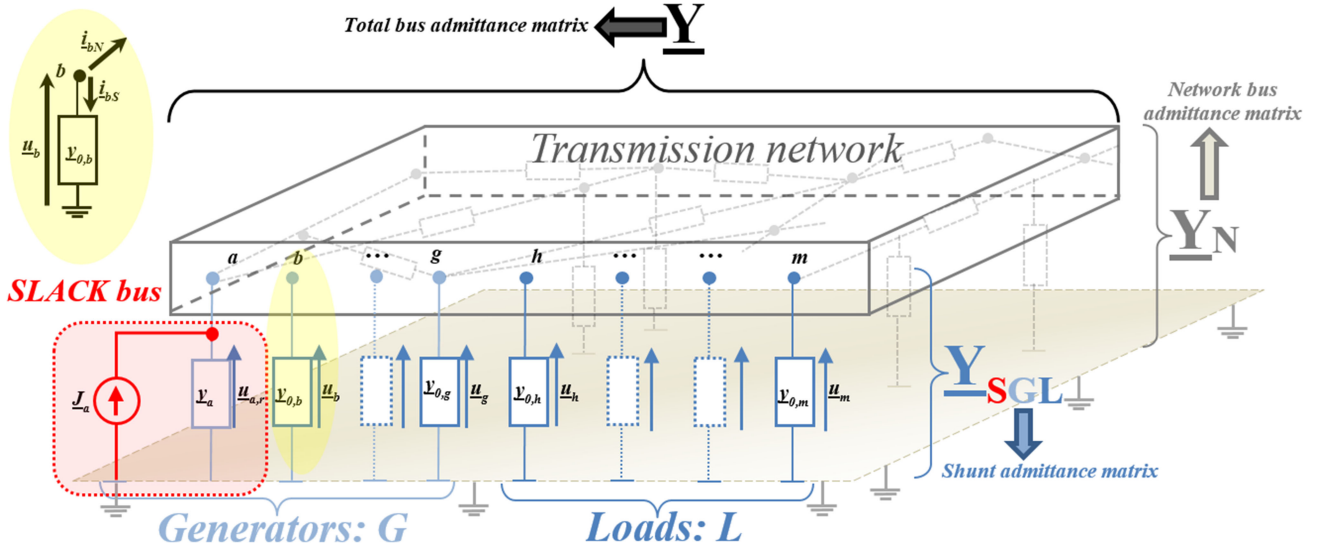 Total bus admittance matrix
Y
i_bN
b
i_bS
u_b
y_0,b
Network bus
admittance matrix
Transmission network
Y_N
a
b
...
g
h
...
...
m
SLACK bus
J_a
y_a
u_a,r
y_0,b
u_b
y_0,g
u_g
y_0,h
u_h
y_0,m
u_m
Y_SGL
Shunt admittance matrix
Generators: G
Loads: L